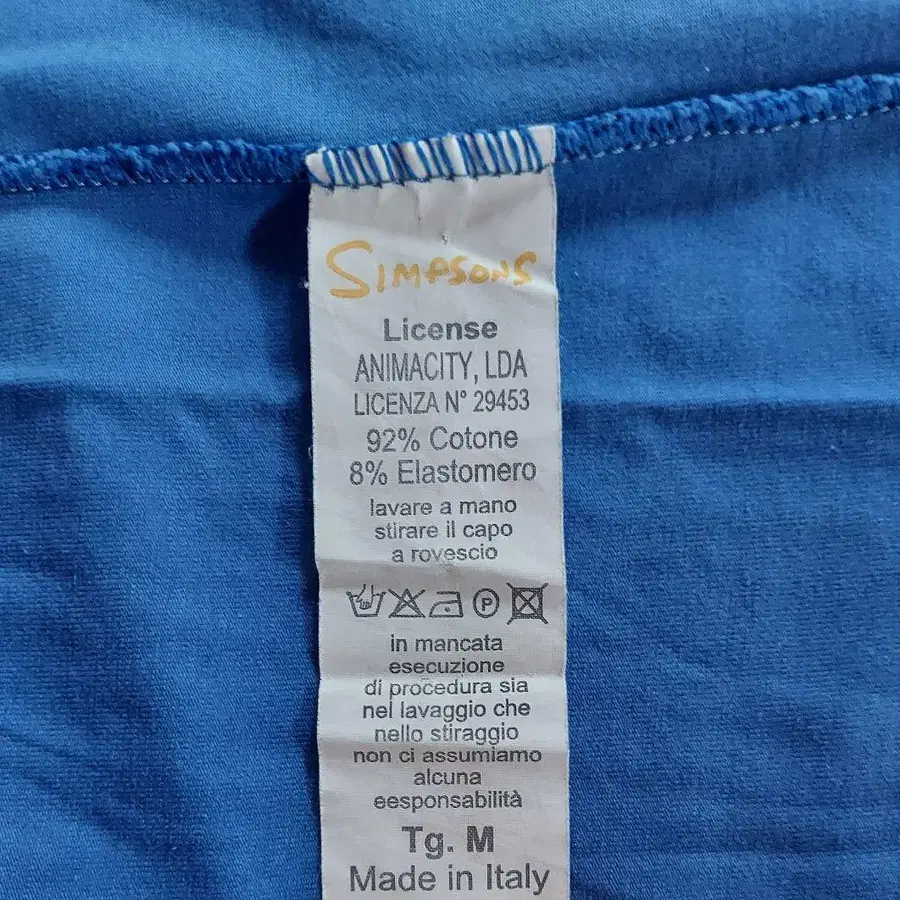 SIMPSONS
License
ANIMACITY, LDA
LICENZA N° 29453
92% Cotone
8% Elastomero
lavare a mano
stirare il capo
a rovescio
P
in mancata
esecuzione
di procedura sia
nel lavaggio che
nello stiraggio
non ci assumiamo
alcuna
eesponsabilità
Tg. M
Made in Italy